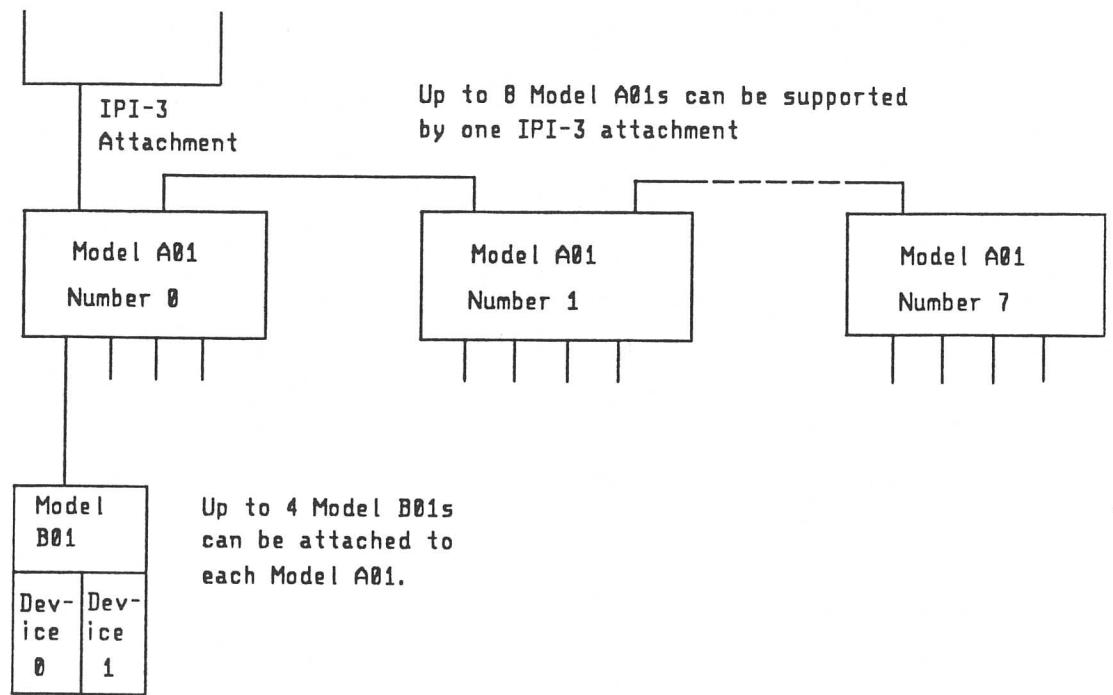 IPI-3
Attachment
Up to 8 Model A01s can be supported
by one IPI-3 attachment
Model A01
Number 0
Model A01
Number 1
Model A01
Number 7
Model
B01
Dev-
ice
0
Dev-
ice
1
Up to 4 Model B01s
can be attached to
each Model A01.